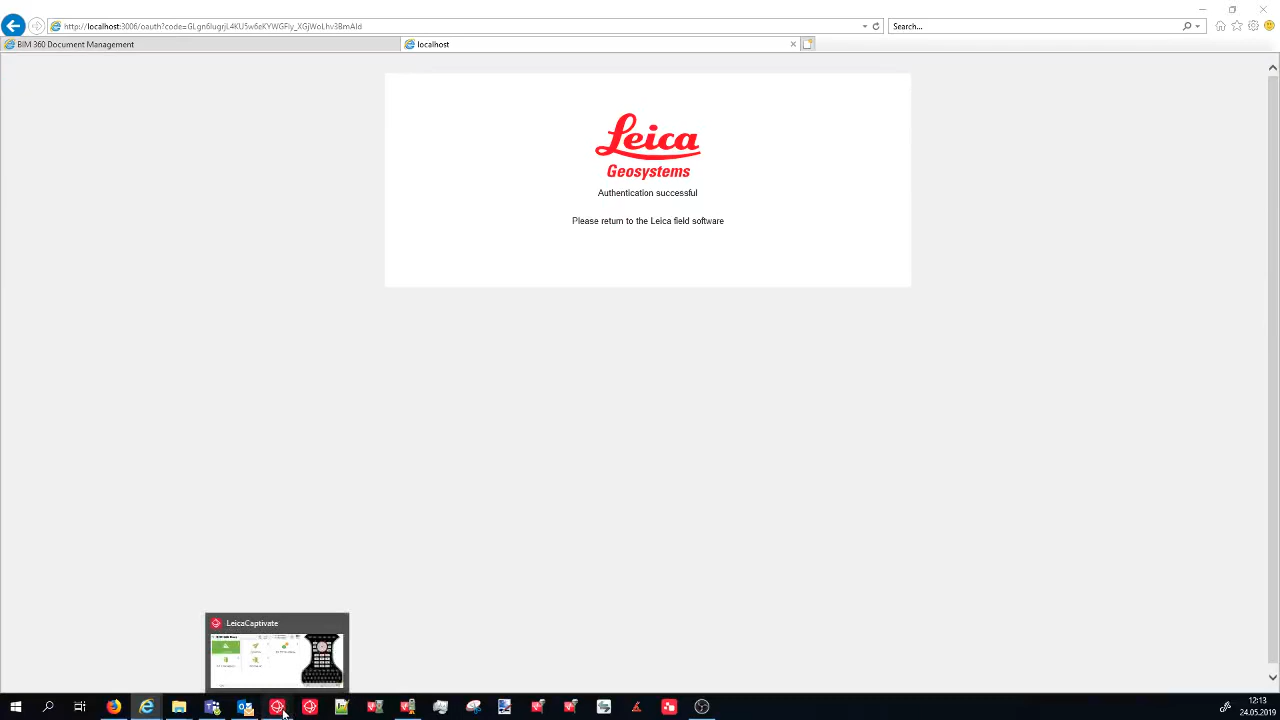 http://localhost:3006/oauth?code=GLgn6IugrjL4KU5w6eKYWGFIy_XGjWoLhv3BmAId
Search...
BIM 360 Document Management
localhost
Leica
Geosystems
Authentication successful
Please return to the Leica field software
LeicaCaptivate
12:13
24.05.2019